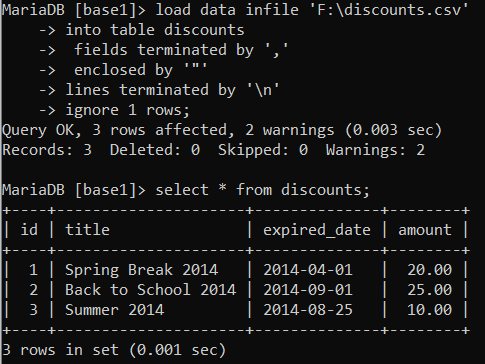 MariaDB [base1]> load data infile 'F:\discounts.csv'
    -> into table discounts
    ->  fields terminated by ','
    ->  enclosed by '"'
    -> lines terminated by '\n'
    -> ignore 1 rows;
Query OK, 3 rows affected, 2 warnings (0.003 sec)
Records: 3  Deleted: 0  Skipped: 0  Warnings: 2

MariaDB [base1]> select * from discounts;
+----+---------------------+--------------+--------+
| id | title               | expired_date | amount |
+----+---------------------+--------------+--------+
|  1 | Spring Break 2014   | 2014-04-01   |  20.00 |
|  2 | Back to School 2014 | 2014-09-01   |  25.00 |
|  3 | Summer 2014         | 2014-08-25   |  10.00 |
+----+---------------------+--------------+--------+
3 rows in set (0.001 sec)